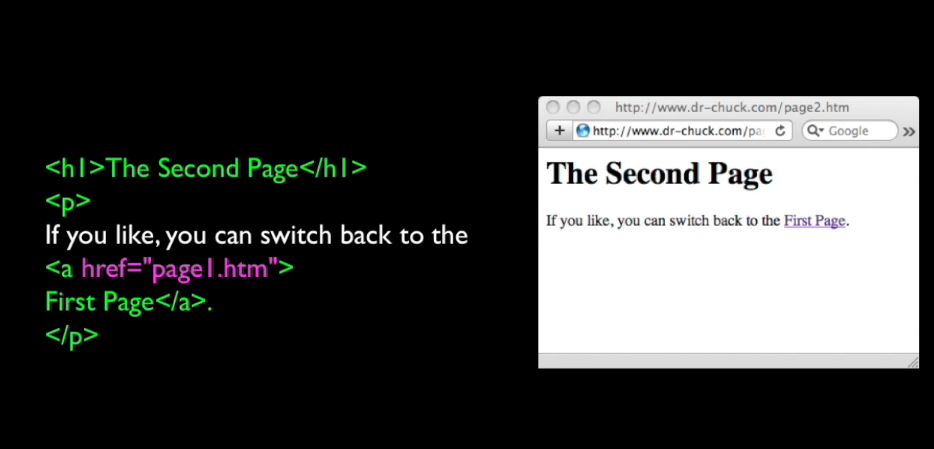 <h1>The Second Page</h1>
<p>
If you like, you can switch back to the
<a href="page1.htm">
First Page</a>.
</p>
http://www.dr-chuck.com/page2.htm
+ http://www.dr-chuck.com/pa Google »
The Second Page
If you like, you can switch back to the First Page.